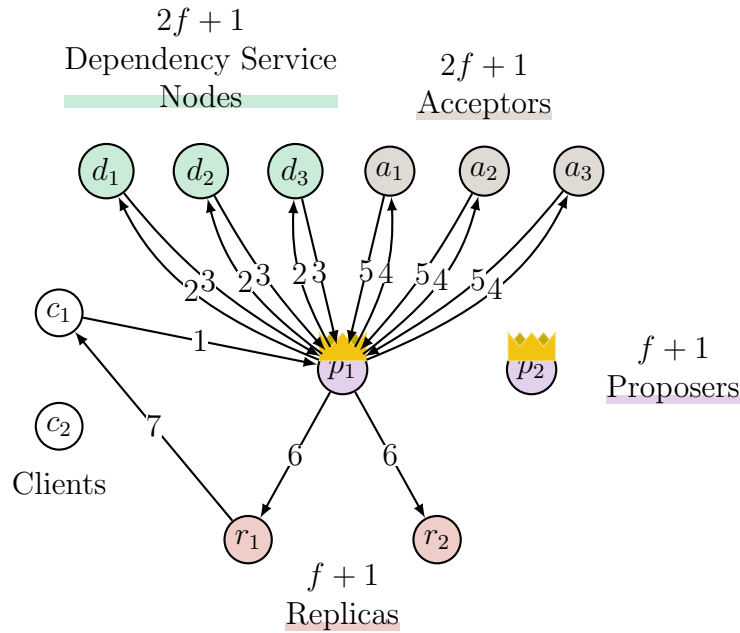 2f + 1
Dependency Service
Nodes
2f + 1
Acceptors
d₁
d₂
d₃
a₁
a₂
a₃
2
3
2
3
2
3
5
4
5
4
5
4
c₁
1
p₁
p₂
f + 1
Proposers
c₂
7
Clients
6
6
r₁
r₂
f + 1
Replicas